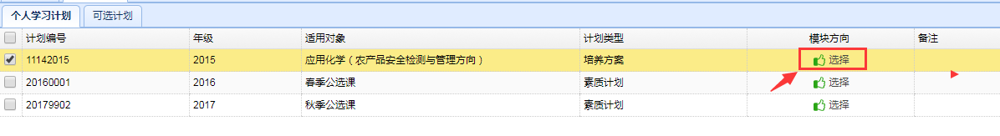 个人学习计划 可选计划
计划编号 年级 适用对象 计划类型 模块方向 备注
11142015 2015 应用化学（农产品安全检测与管理方向） 培养方案 选择
20160001 2016 春季公选课 素质计划 选择
20179902 2017 秋季公选课 素质计划 选择